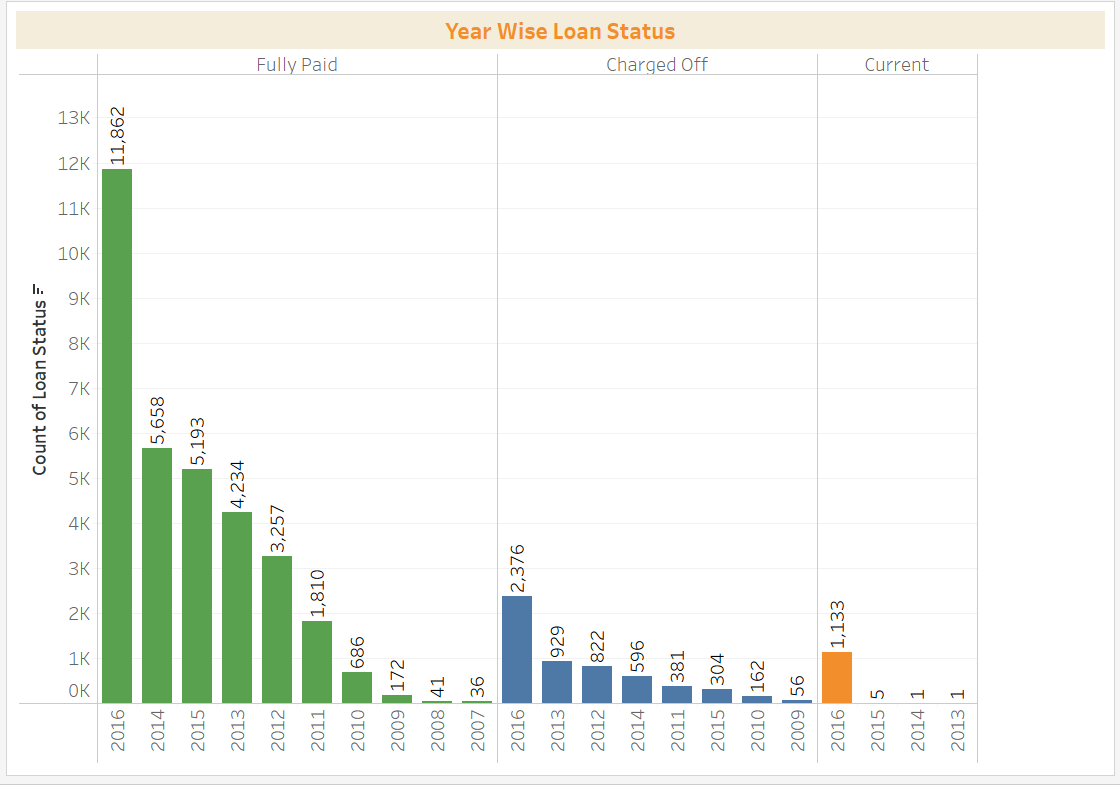 Year Wise Loan Status
Fully Paid Charged Off Current
Count of Loan Status
13K
12K
11K
10K
9K
8K
7K
6K
5K
4K
3K
2K
1K
0K
11,862 5,658 5,193 4,234 3,257 1,810 686 172 41 36 2,376 929 822 596 381 304 162 56 1,133 5 1 1
2016 2014 2015 2013 2012 2011 2010 2009 2008 2007 2016 2013 2012 2014 2011 2015 2010 2009 2016 2015 2014 2013